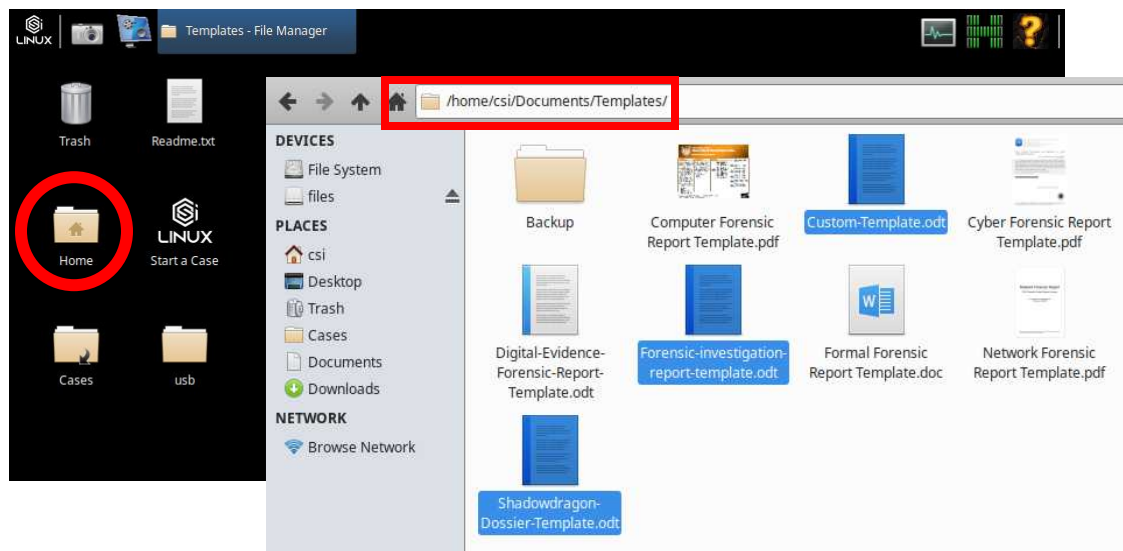 Si
LINUX
Templates - File Manager
Trash
Readme.txt
Home
Si
LINUX
Start a Case
Cases
usb
/home/csi/Documents/Templates/
DEVICES
File System
files
PLACES
csi
Desktop
Trash
Cases
Documents
Downloads
NETWORK
Browse Network
Backup
Computer Forensic
Report Template.pdf
Custom-Template.odt
Cyber Forensic Report
Template.pdf
Digital-Evidence-
Forensic-Report-
Template.odt
Forensic-investigation-
report-template.odt
W
Formal Forensic
Report Template.doc
Network Forensic
Report Template.pdf
Shadowdragon-
Dossier-Template.odt